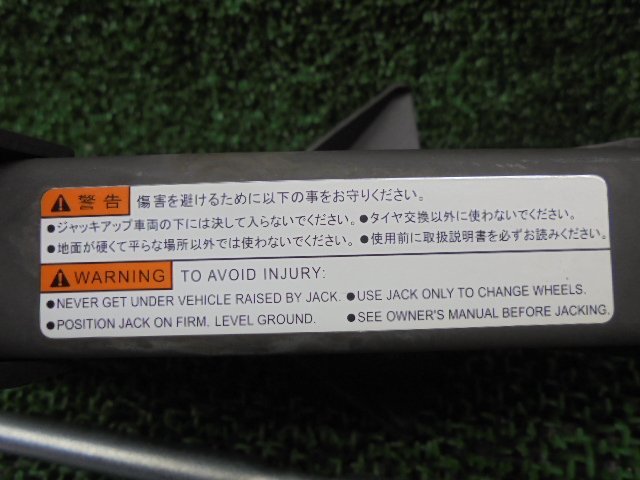 警告 傷害を避けるために以下の事をお守りください。
●ジャッキアップ車両の下には決して入らないでください。 ●タイヤ交換以外に使わないでください。
●地面が硬くて平らな場所以外では使わないでください。 ●使用前に取扱説明書を必ずお読みください。
WARNING TO AVOID INJURY:
●NEVER GET UNDER VEHICLE RAISED BY JACK. ●USE JACK ONLY TO CHANGE WHEELS.
●POSITION JACK ON FIRM. LEVEL GROUND. ●SEE OWNER'S MANUAL BEFORE JACKING.